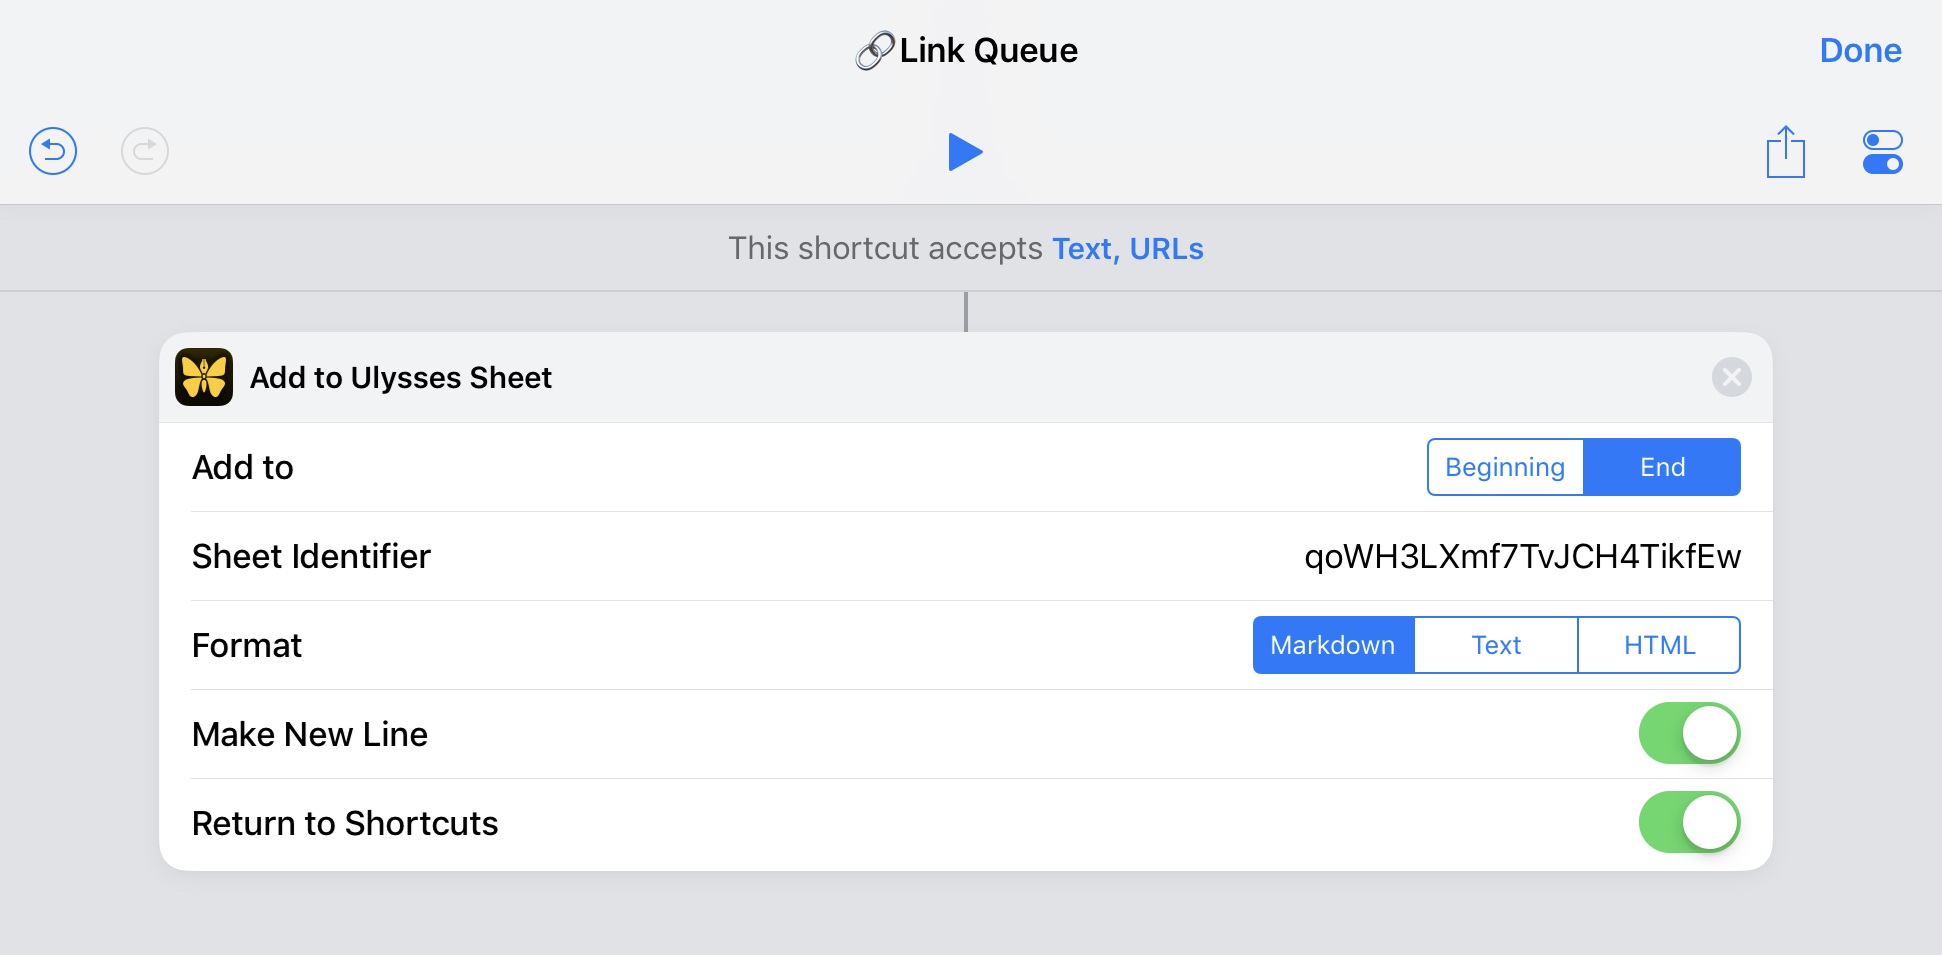 🔗Link Queue
Done
This shortcut accepts Text, URLs
Add to Ulysses Sheet
Add to
Beginning
End
Sheet Identifier
qoWH3LXmf7TvJCH4TikfEw
Format
Markdown
Text
HTML
Make New Line
Return to Shortcuts